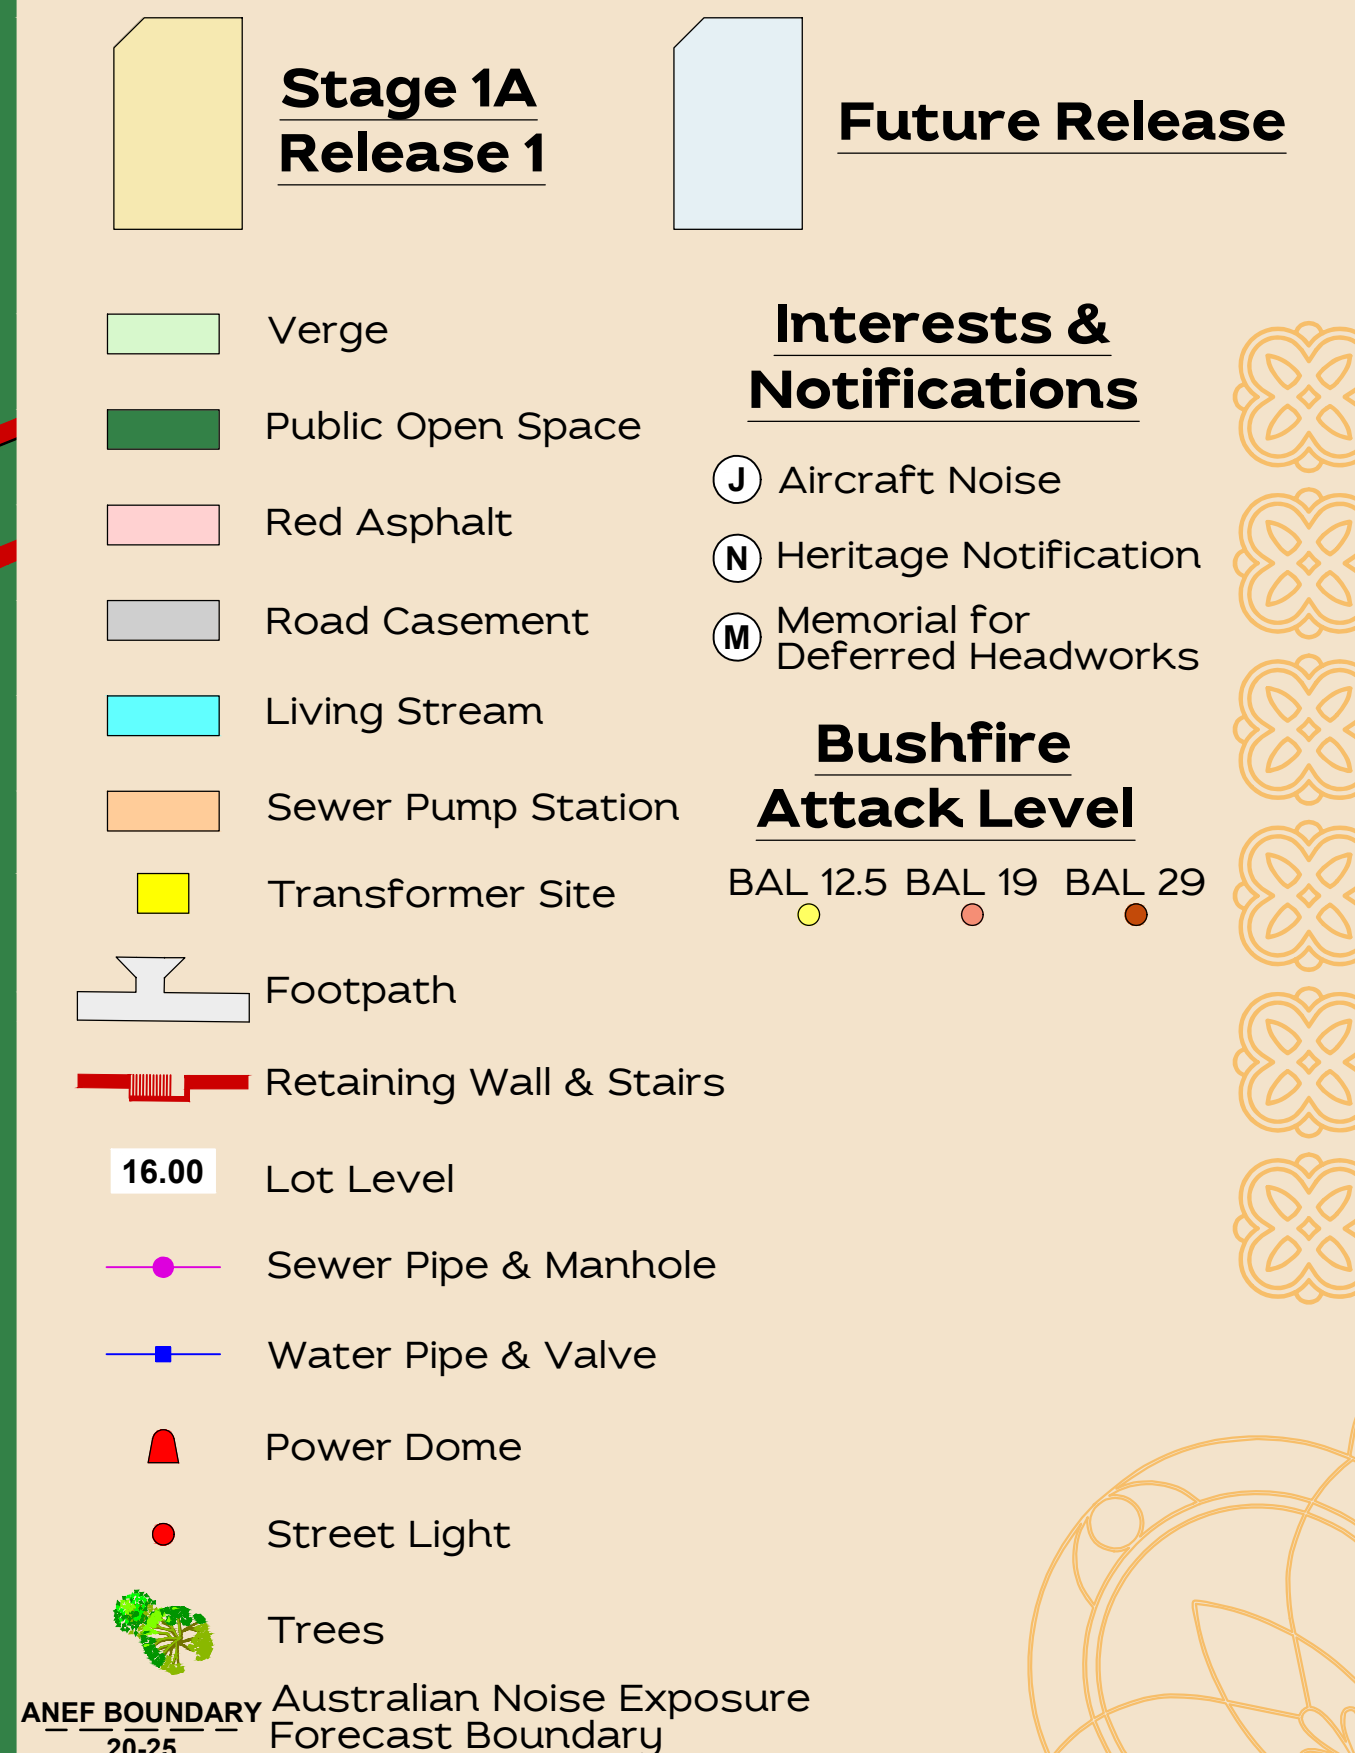 Stage 1A
Release 1
Future Release
Verge
Public Open Space
Red Asphalt
Road Casement
Living Stream
Sewer Pump Station
Transformer Site
Footpath
Retaining Wall & Stairs
16.00 Lot Level
Sewer Pipe & Manhole
Water Pipe & Valve
Power Dome
Street Light
Trees
ANEF BOUNDARY
20-25
Australian Noise Exposure
Forecast Boundary
Interests &
Notifications
J Aircraft Noise
N Heritage Notification
M Memorial for
Deferred Headworks
Bushfire
Attack Level
BAL 12.5 BAL 19 BAL 29